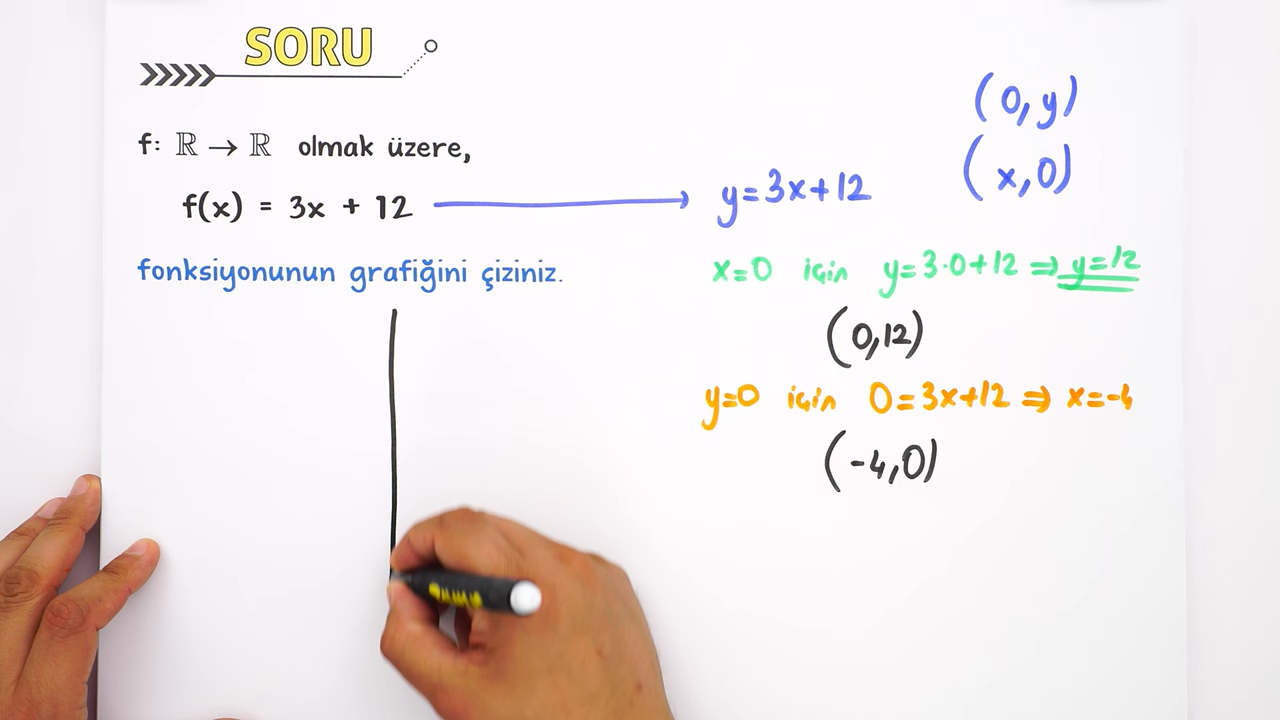 SORU
f: ℝ → ℝ olmak üzere,
f(x) = 3x + 12
fonksiyonunun grafiğini çiziniz.
(0, y)
(x, 0)
y=3x+12
x=0 için y=3·0+12 ⇒ y=12
(0,12)
y=0 için 0=3x+12 ⇒ x=-4
(-4,0)